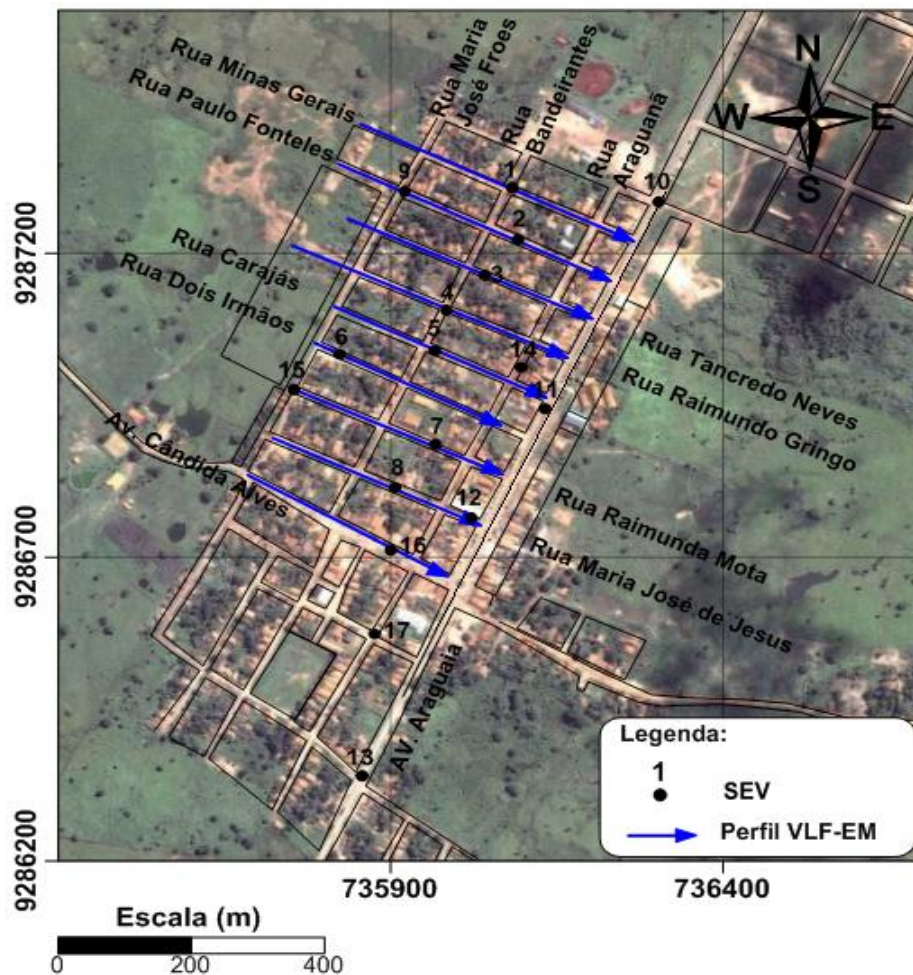 Rua Minas Gerais
Rua Paulo Fonteles
Rua Maria
José Froes
Rua
Bandeirantes
Rua
Araguanã
N
W
E
S
9
1
10
2
3
Rua Carajás
Rua Dois Irmãos
4
5
6
14
11
15
7
8
12
16
17
13
Rua Tancredo Neves
Rua Raimundo Gringo
Av. Cândida Alves
Rua Raimunda Mota
Rua Maria José de Jesus
AV. Araguaia
9287200
9286700
9286200
735900
736400
Legenda:
1
SEV
Perfil VLF-EM
Escala (m)
0
200
400